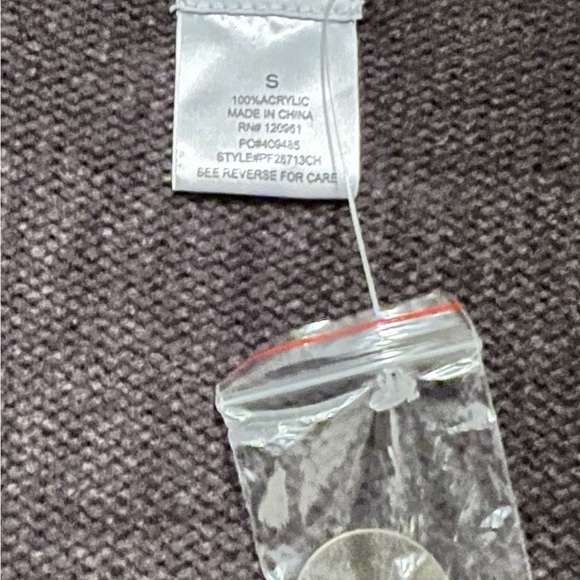 S
100%ACRYLIC
MADE IN CHINA
RN# 120961
PO#409485
STYLE#PF28713CH
SEE REVERSE FOR CARE